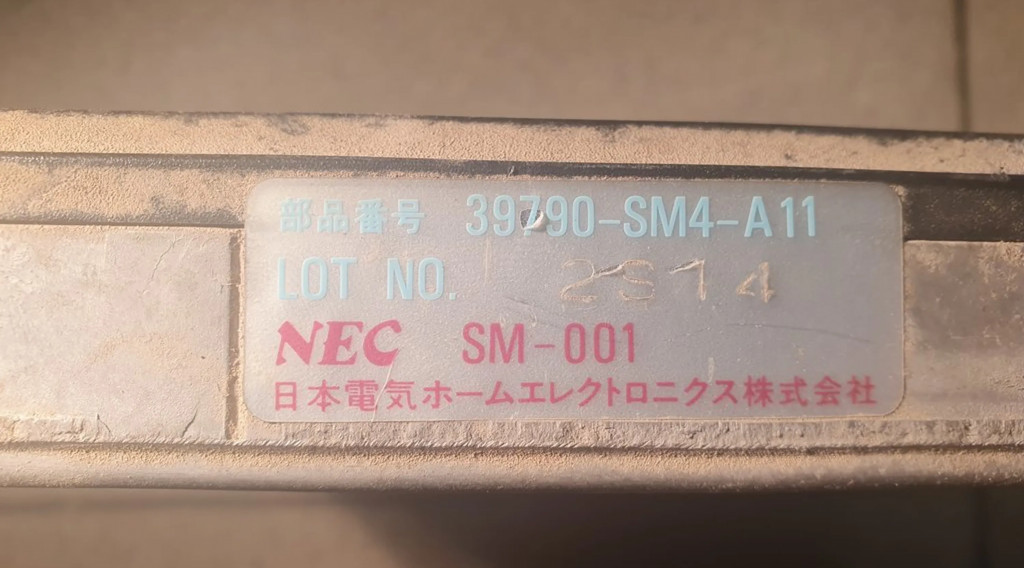 部品番号 39790-SM4-A11
LOT NO. 2S14
NEC SM-001
日本電気ホームエレクトロニクス株式会社